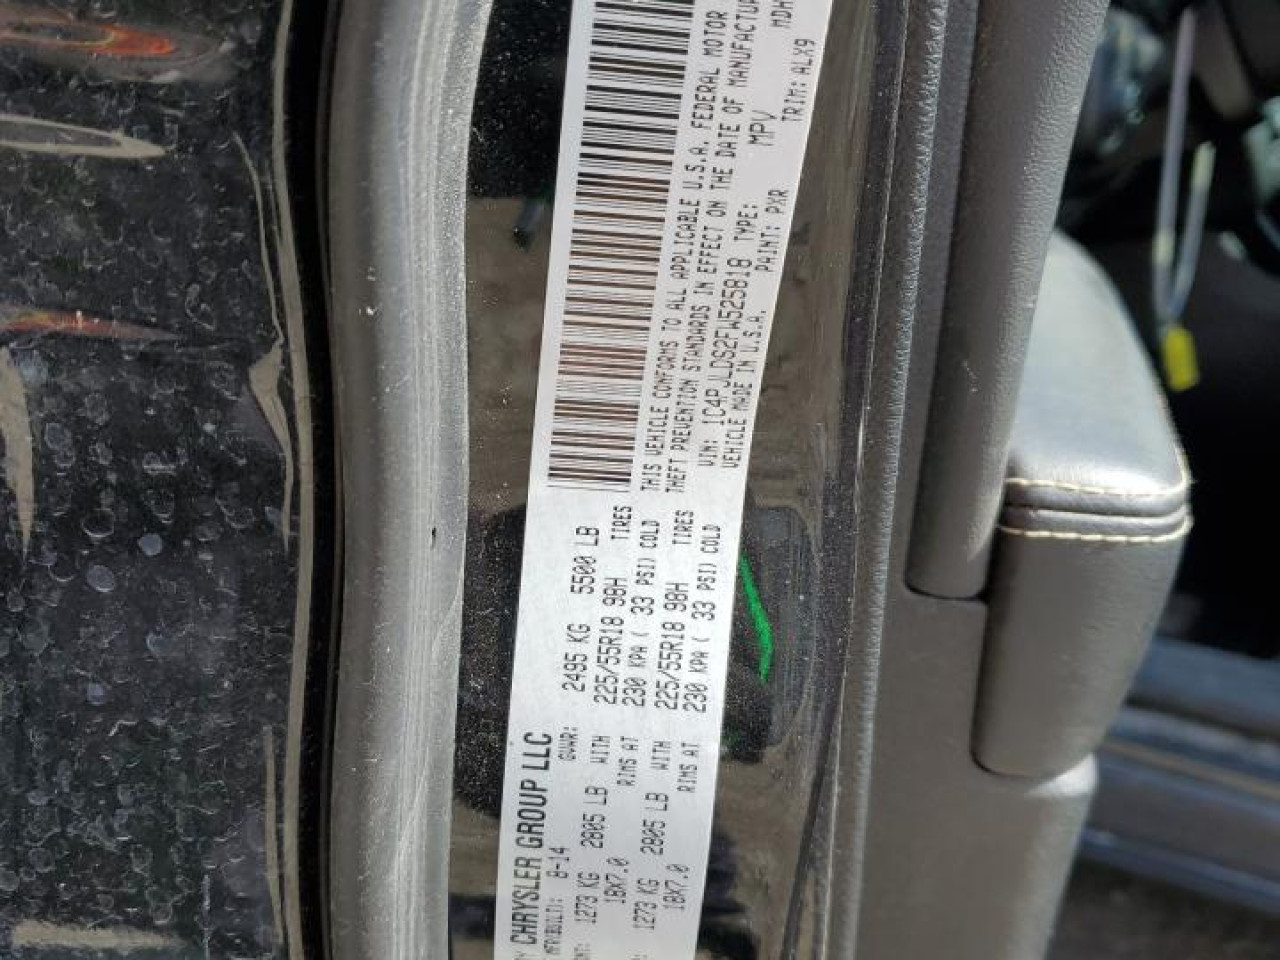 CHRYSLER GROUP LLC
MFR(BUILT): 8-14 GVWR: 2495 KG 5500 LB
1273 KG 2805 LB WITH 225/55R18 98H TIRES
18X7.0 RIMS AT 230 KPA ( 33 PSI) COLD
1273 KG 2805 LB WITH 225/55R18 98H TIRES
18X7.0 RIMS AT 230 KPA ( 33 PSI) COLD
THIS VEHICLE CONFORMS TO ALL APPLICABLE U.S.A. FEDERAL MOTOR
THEFT PREVENTION STANDARDS IN EFFECT ON THE DATE OF
VIN: 1C4PJLDS2FW525818 TYPE: MPV
VEHICLE MADE IN U.S.A. PAINT: PXR TRIM: ALX9